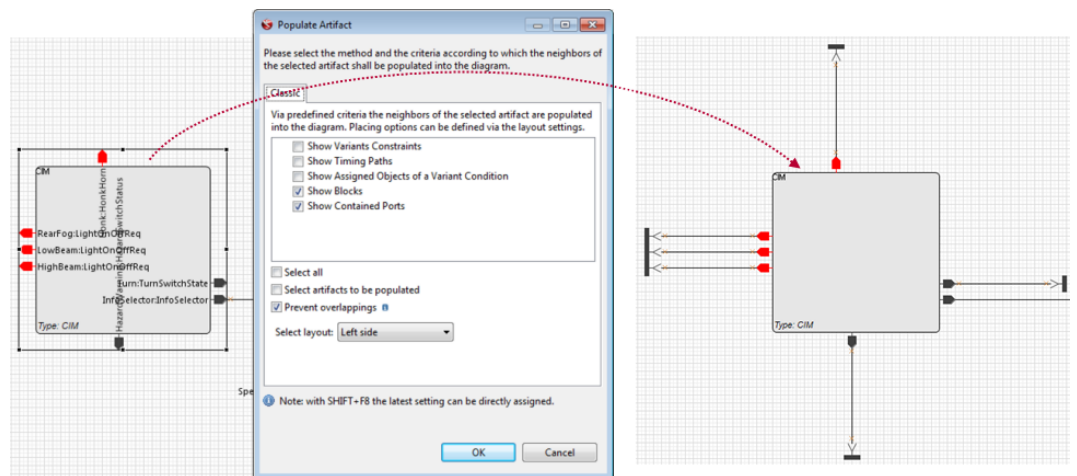 Populate Artifact
Please select the method and the criteria according to which the neighbors of
the selected artifact shall be populated into the diagram.
Classic
Via predefined criteria the neighbors of the selected artifact are populated
into the diagram. Placing options can be defined via the layout settings.
Show Variants Constraints
Show Timing Paths
Show Assigned Objects of a Variant Condition
Show Blocks
Show Contained Ports
Select all
Select artifacts to be populated
Prevent overlappings
Select layout: Left side
Note: with SHIFT+F8 the latest setting can be directly assigned.
OK
Cancel
CIM
Honk:HonkHorn
RearFog:LightOnOffReq
LowBeam:LightOnOffReq
HighBeam:LightOnOffReq
Turn:TurnSwitchState
InfoSelector:InfoSelector
Type: CIM
Spe
CIM
Type: CIM